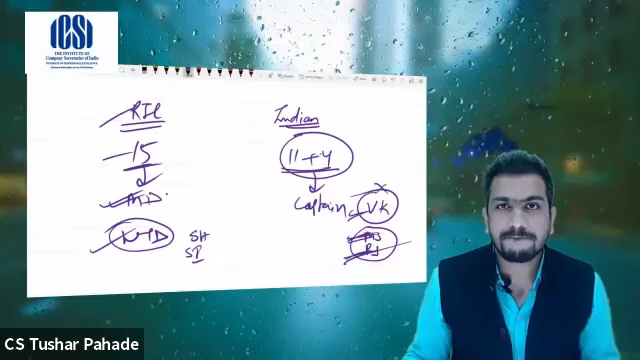 ICSI
THE INSTITUTE OF
Company Secretaries of India
RIL
Indian
15
11+4
MD
Captain
VK
SH
SP
CS Tushar Pahade